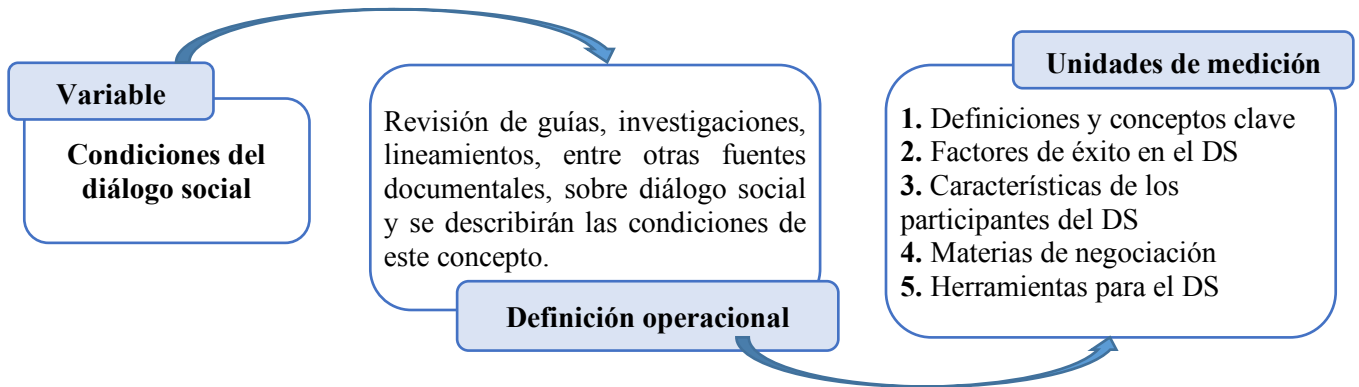 Variable
Condiciones del
diálogo social
Revisión de guías, investigaciones,
lineamientos, entre otras fuentes
documentales, sobre diálogo social
y se describirán las condiciones de
este concepto.
Definición operacional
Unidades de medición
1. Definiciones y conceptos clave
2. Factores de éxito en el DS
3. Características de los
participantes del DS
4. Materias de negociación
5. Herramientas para el DS